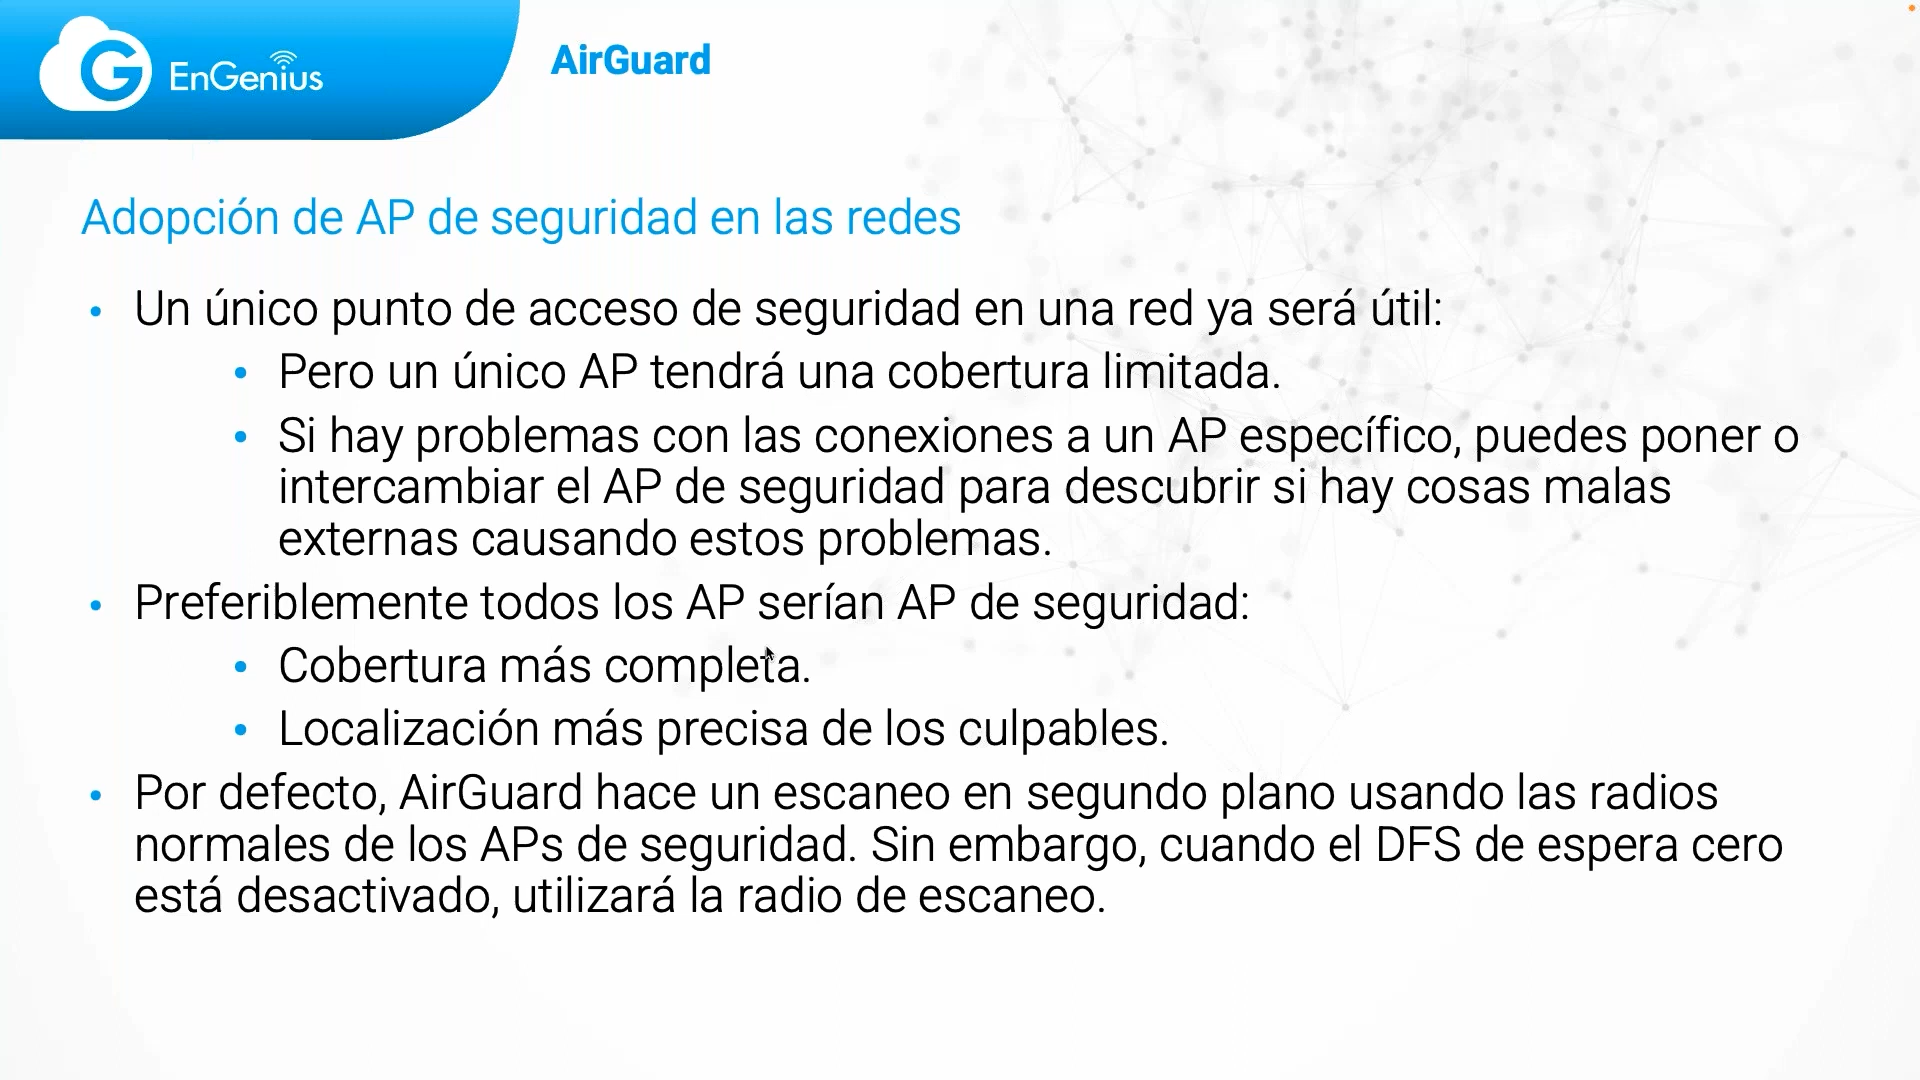 EnGenius
AirGuard
Adopción de AP de seguridad en las redes
• Un único punto de acceso de seguridad en una red ya será útil:
• Pero un único AP tendrá una cobertura limitada.
• Si hay problemas con las conexiones a un AP específico, puedes poner o
intercambiar el AP de seguridad para descubrir si hay cosas malas
externas causando estos problemas.
• Preferiblemente todos los AP serían AP de seguridad:
• Cobertura más completa.
• Localización más precisa de los culpables.
• Por defecto, AirGuard hace un escaneo en segundo plano usando las radios
normales de los APs de seguridad. Sin embargo, cuando el DFS de espera cero
está desactivado, utilizará la radio de escaneo.